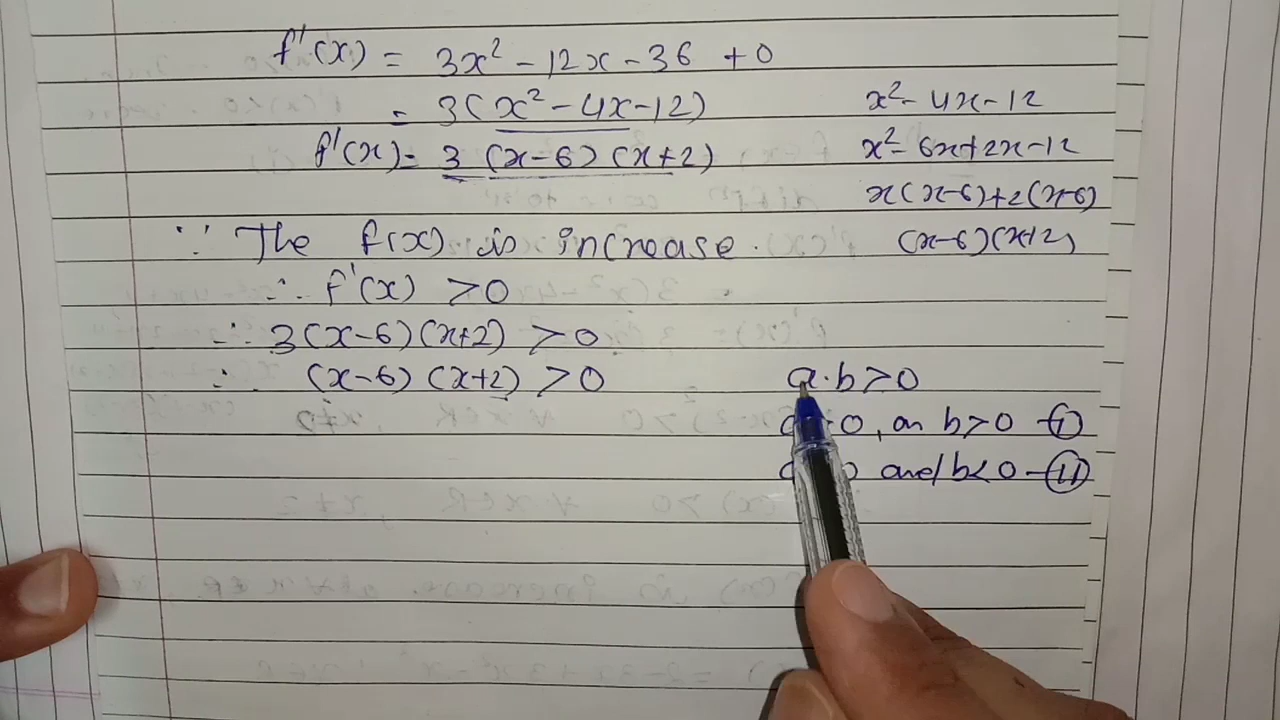 f'(x) = 3x² - 12x - 36 + 0
= 3(x² - 4x - 12)
f'(x) = 3 (x-6)(x+2)
∵ The f(x) is increase.
∴ f'(x) > 0
∴ 3(x-6)(x+2) > 0
∴ (x-6)(x+2) > 0
x² - 4x - 12
x² - 6x + 2x - 12
x(x-6)+2(x-6)
(x-6)(x+2)
a.b > 0
0, an b > 0 - (I)
0 and b < 0 - (II)